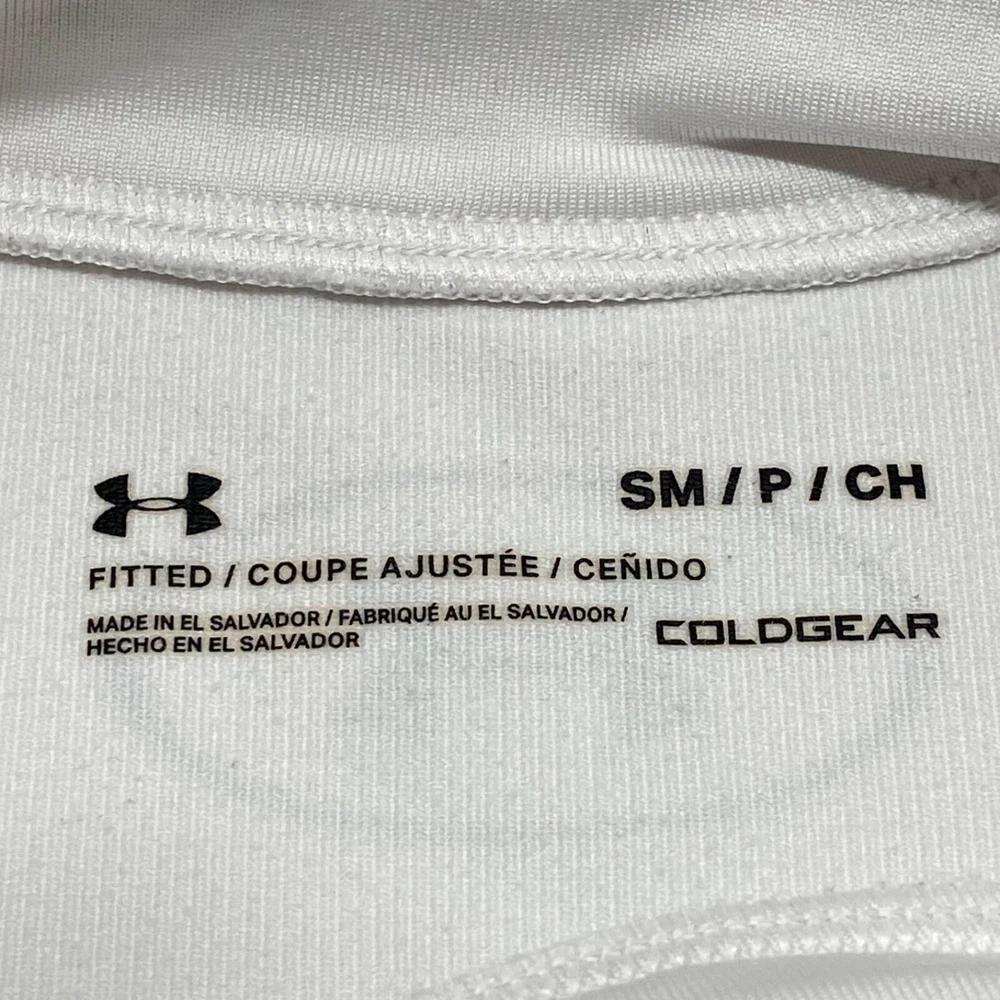 SM / P / CH
FITTED / COUPE AJUSTÉE / CEÑIDO
MADE IN EL SALVADOR / FABRIQUÉ AU EL SALVADOR /
HECHO EN EL SALVADOR
COLDGEAR